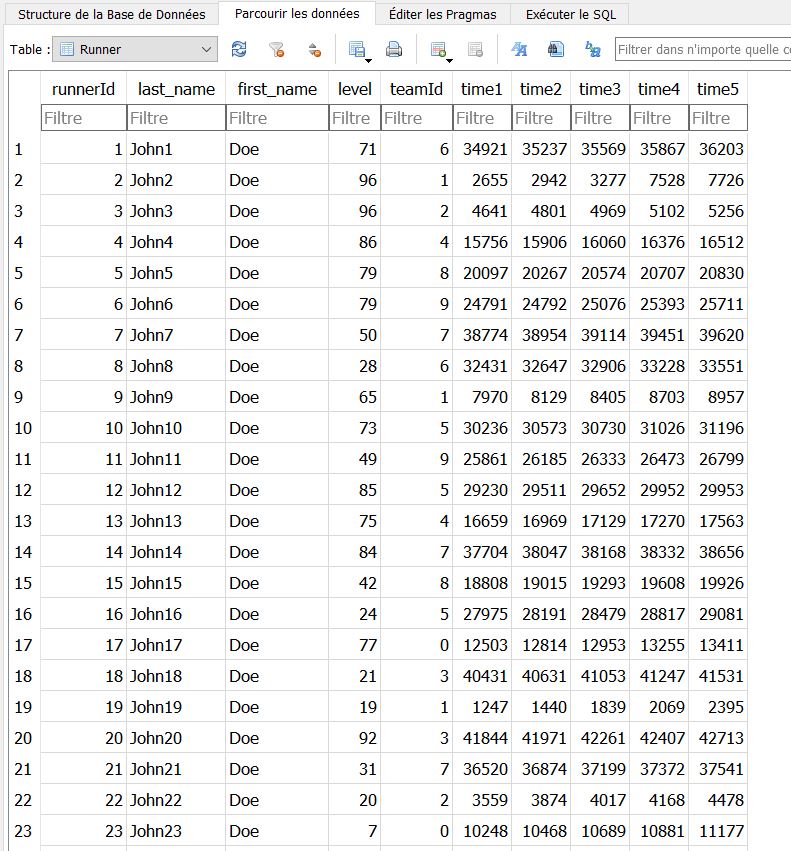 Structure de la Base de Données Parcourir les données Éditer les Pragmas Exécuter le SQL
Table : Runner Filtrer dans n'importe quelle co
runnerId last_name first_name level teamId time1 time2 time3 time4 time5
Filtre Filtre Filtre Filtre Filtre Filtre Filtre Filtre Filtre Filtre
1 1 John1 Doe 71 6 34921 35237 35569 35867 36203
2 2 John2 Doe 96 1 2655 2942 3277 7528 7726
3 3 John3 Doe 96 2 4641 4801 4969 5102 5256
4 4 John4 Doe 86 4 15756 15906 16060 16376 16512
5 5 John5 Doe 79 8 20097 20267 20574 20707 20830
6 6 John6 Doe 79 9 24791 24792 25076 25393 25711
7 7 John7 Doe 50 7 38774 38954 39114 39451 39620
8 8 John8 Doe 28 6 32431 32647 32906 33228 33551
9 9 John9 Doe 65 1 7970 8129 8405 8703 8957
10 10 John10 Doe 73 5 30236 30573 30730 31026 31196
11 11 John11 Doe 49 9 25861 26185 26333 26473 26799
12 12 John12 Doe 85 5 29230 29511 29652 29952 29953
13 13 John13 Doe 75 4 16659 16969 17129 17270 17563
14 14 John14 Doe 84 7 37704 38047 38168 38332 38656
15 15 John15 Doe 42 8 18808 19015 19293 19608 19926
16 16 John16 Doe 24 5 27975 28191 28479 28817 29081
17 17 John17 Doe 77 0 12503 12814 12953 13255 13411
18 18 John18 Doe 21 3 40431 40631 41053 41247 41531
19 19 John19 Doe 19 1 1247 1440 1839 2069 2395
20 20 John20 Doe 92 3 41844 41971 42261 42407 42713
21 21 John21 Doe 31 7 36520 36874 37199 37372 37541
22 22 John22 Doe 20 2 3559 3874 4017 4168 4478
23 23 John23 Doe 7 0 10248 10468 10689 10881 11177